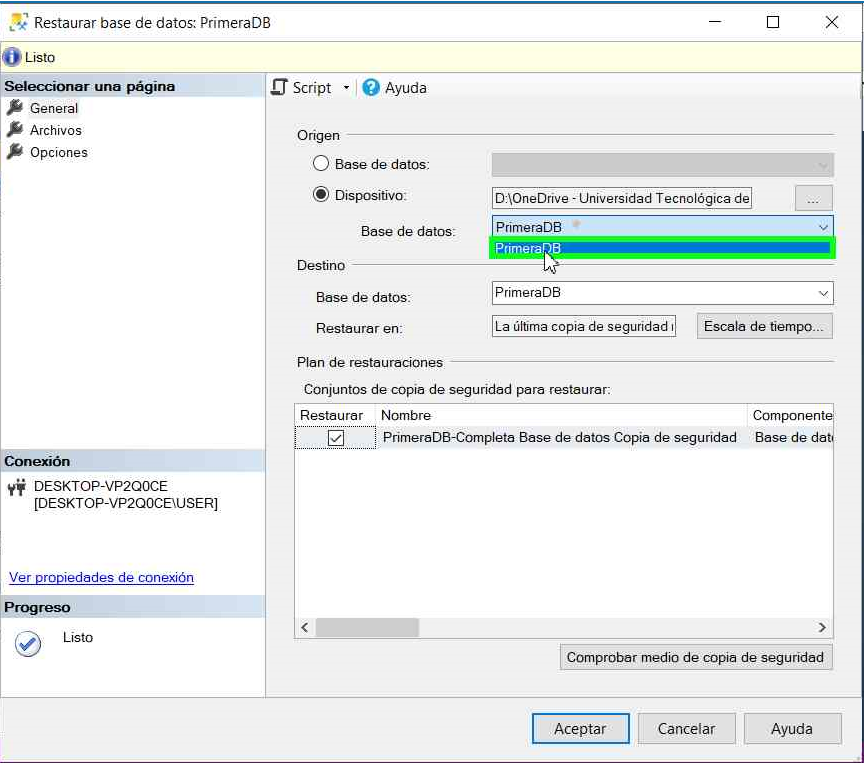 Restaurar base de datos: PrimeraDB
Listo
Seleccionar una página
General
Archivos
Opciones
Script
Ayuda
Origen
Base de datos:
Dispositivo:
D:\OneDrive - Universidad Tecnológica de
...
Base de datos:
PrimeraDB
PrimeraDB
Destino
Base de datos:
PrimeraDB
Restaurar en:
La última copia de seguridad
Escala de tiempo...
Plan de restauraciones
Conjuntos de copia de seguridad para restaurar:
Restaurar Nombre Componente
PrimeraDB-Completa Base de datos Copia de seguridad Base de dat
Conexión
DESKTOP-VP2Q0CE
[DESKTOP-VP2Q0CE\USER]
Ver propiedades de conexión
Progreso
Listo
Comprobar medio de copia de seguridad
Aceptar
Cancelar
Ayuda